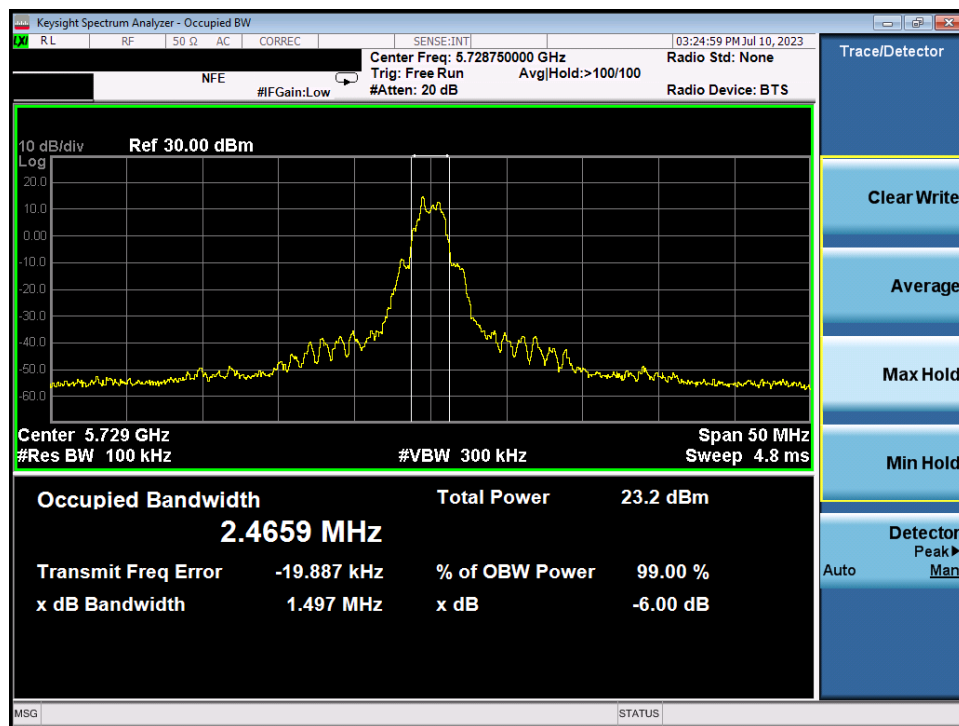 Keysight Spectrum Analyzer - Occupied BW
LXI RL RF 50 Ω AC CORREC SENSE:INT 03:24:59 PM Jul 10, 2023
Center Freq: 5.728750000 GHz Radio Std: None
NFE Trig: Free Run Avg|Hold:>100/100
#IFGain:Low #Atten: 20 dB Radio Device: BTS
10 dB/div Ref 30.00 dBm
Log
20.0
10.0
0.00
-10.0
-20.0
-30.0
-40.0
-50.0
-60.0
Center 5.729 GHz Span 50 MHz
#Res BW 100 kHz #VBW 300 kHz Sweep 4.8 ms
Occupied Bandwidth Total Power 23.2 dBm
2.4659 MHz
Transmit Freq Error -19.887 kHz % of OBW Power 99.00 %
x dB Bandwidth 1.497 MHz x dB -6.00 dB
MSG STATUS
Trace/Detector
Clear Write
Average
Max Hold
Min Hold
Detector
Peak▶
Auto Man